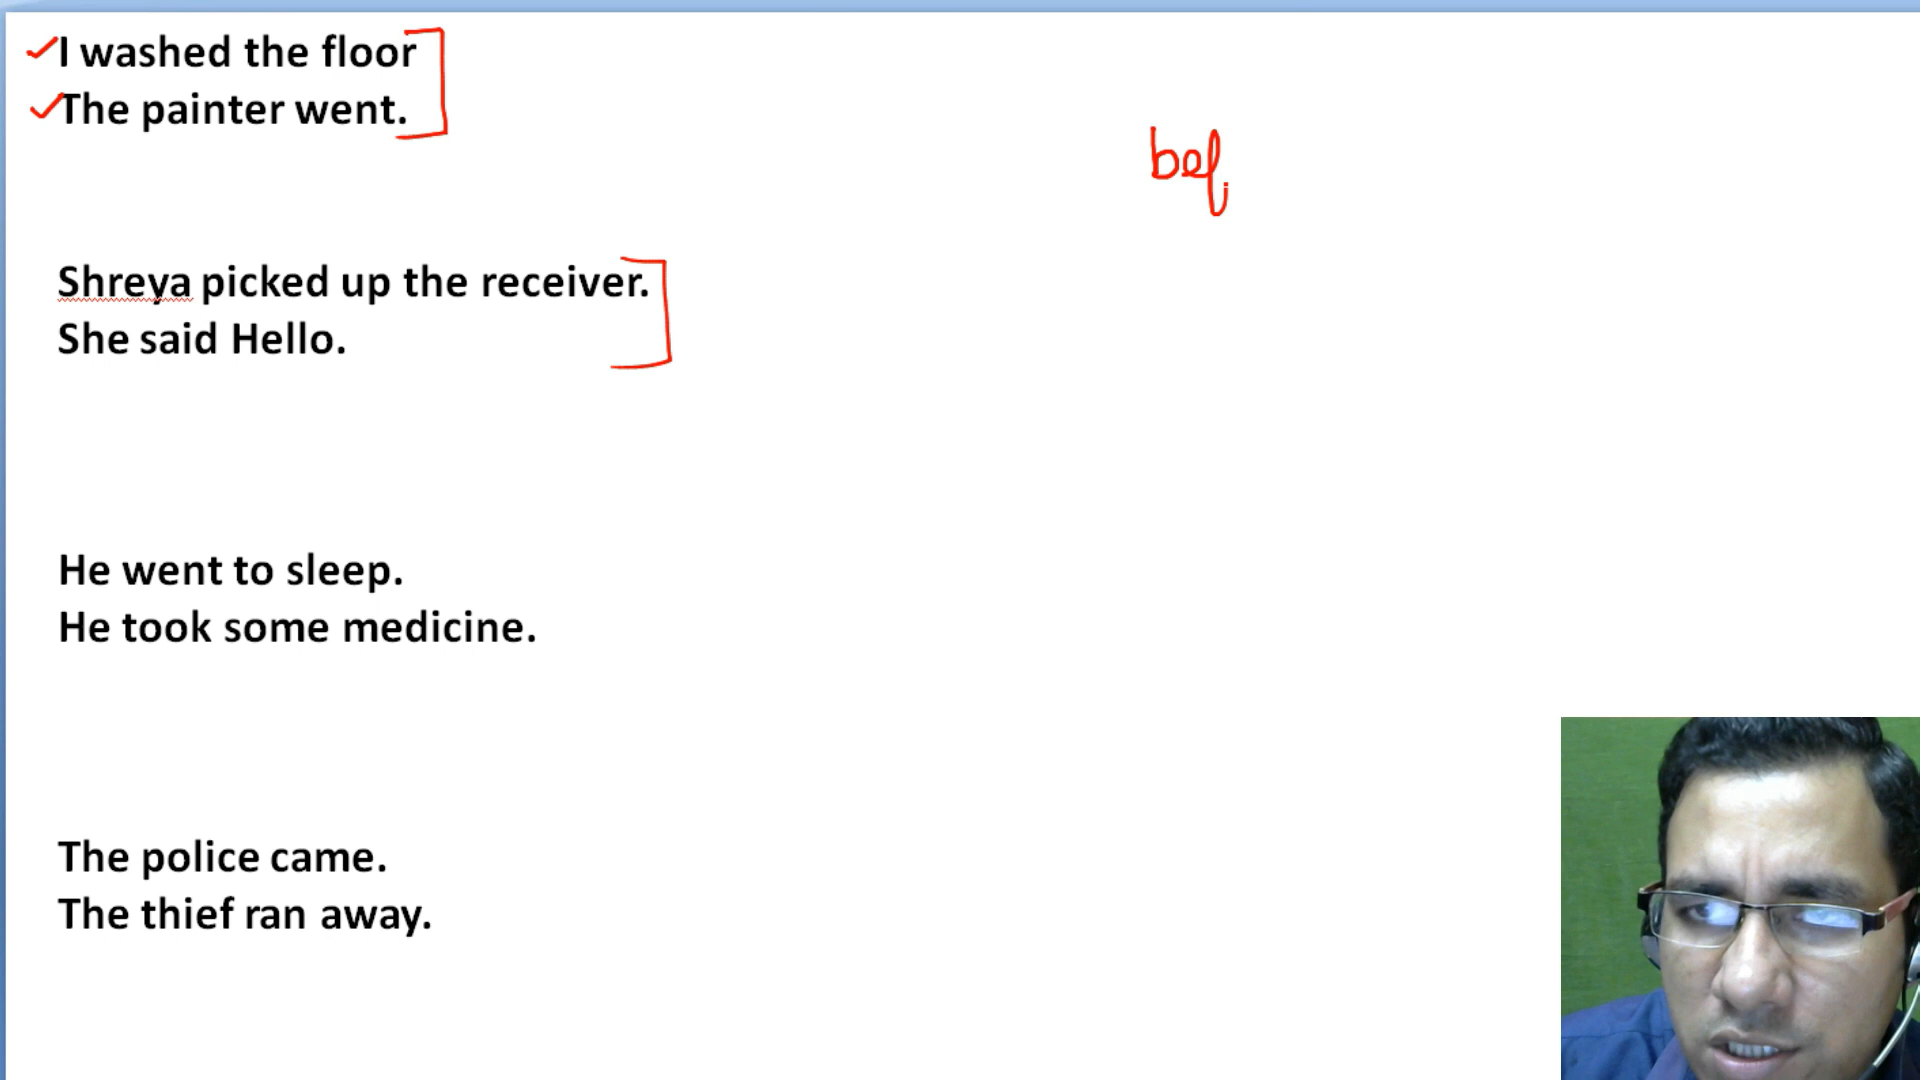 I washed the floor
The painter went.
bef
Shreya picked up the receiver.
She said Hello.
He went to sleep.
He took some medicine.
The police came.
The thief ran away.